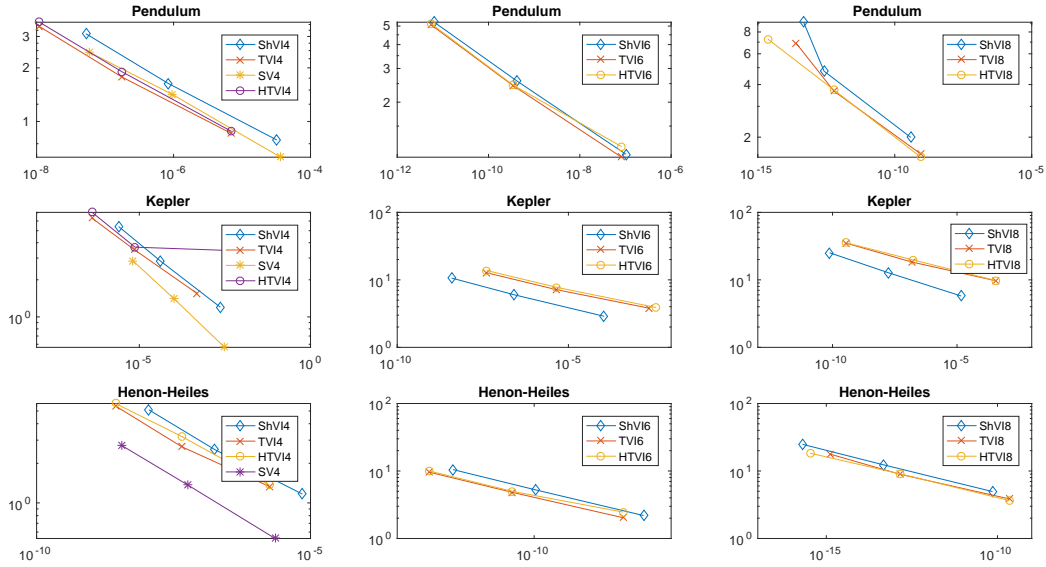 Pendulum
3
2
1
10^-8
10^-6
10^-4
ShVI4
TVI4
SV4
HTVI4
Pendulum
5
4
3
2
10^-12
10^-10
10^-8
10^-6
ShVI6
TVI6
HTVI6
Pendulum
8
6
4
2
10^-15
10^-10
10^-5
ShVI8
TVI8
HTVI8
Kepler
10^0
10^-5
10^0
ShVI4
TVI4
SV4
HTVI4
Kepler
10^2
10^1
10^0
10^-10
10^-5
ShVI6
TVI6
HTVI6
Kepler
10^2
10^1
10^0
10^-10
10^-5
ShVI8
TVI8
HTVI8
Henon-Heiles
10^0
10^-10
10^-5
ShVI4
TVI4
HTVI4
SV4
Henon-Heiles
10^2
10^1
10^0
10^-10
ShVI6
TVI6
HTVI6
Henon-Heiles
10^2
10^1
10^0
10^-15
10^-10
ShVI8
TVI8
HTVI8